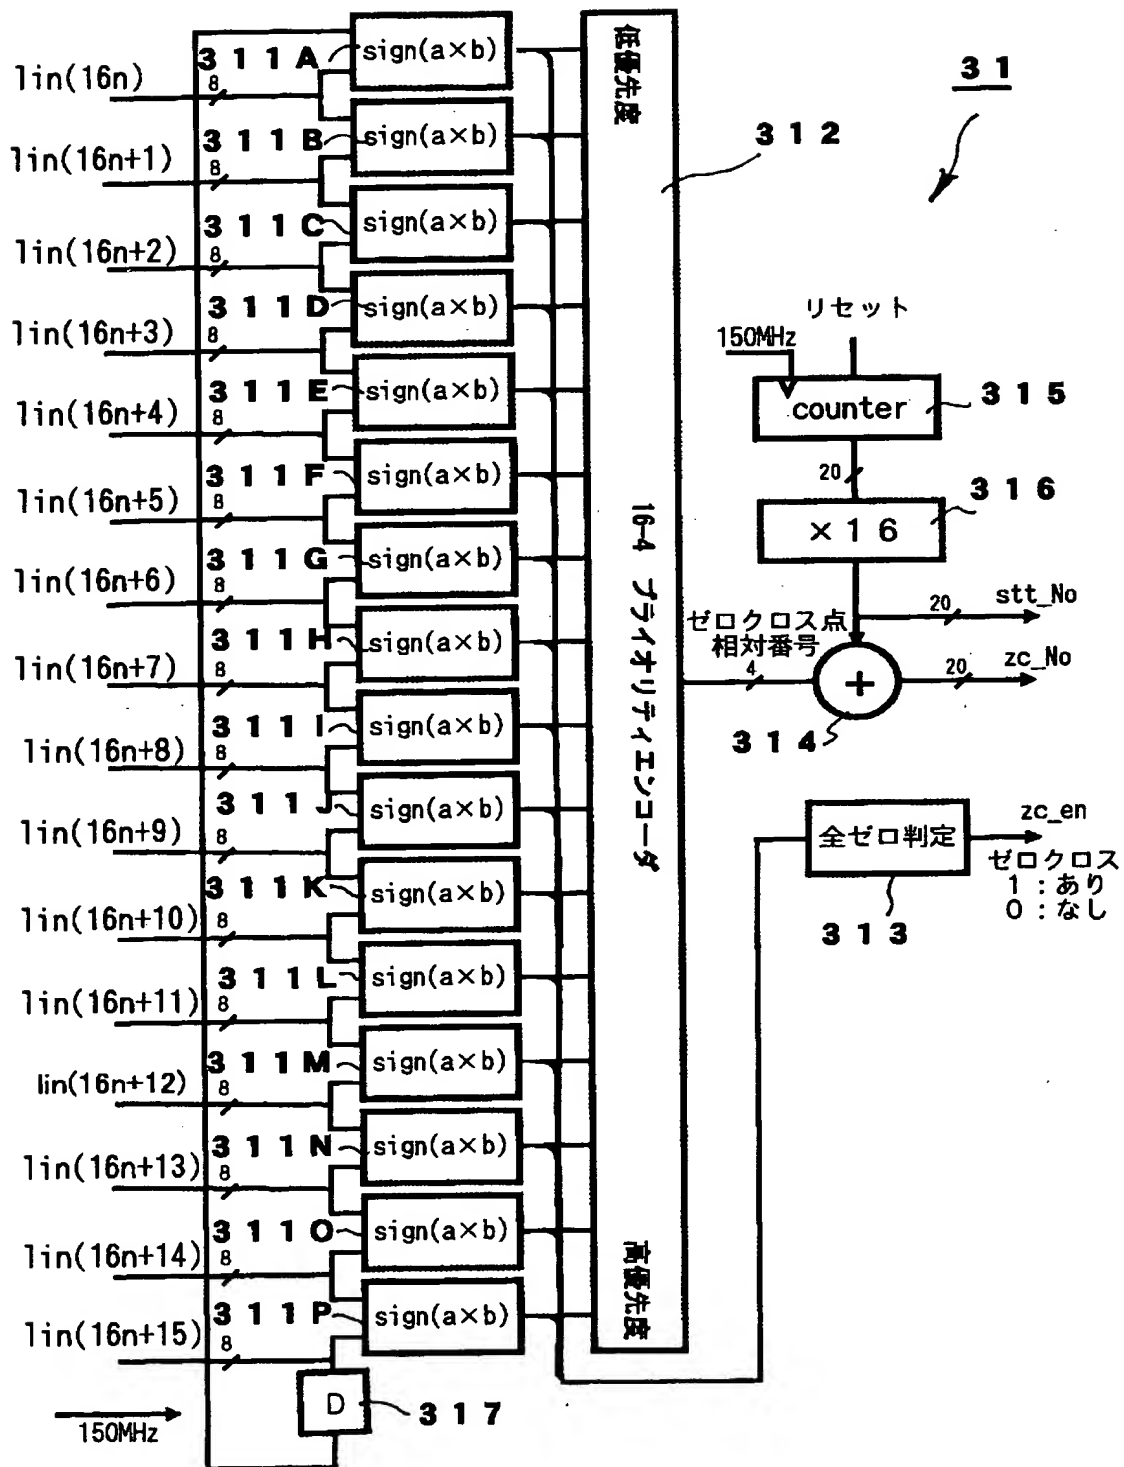 31
311A
sign(a×b)
lin(16n)
8
311B
sign(a×b)
lin(16n+1)
8
311C
sign(a×b)
lin(16n+2)
8
311D
sign(a×b)
lin(16n+3)
8
311E
sign(a×b)
lin(16n+4)
8
311F
sign(a×b)
lin(16n+5)
8
311G
sign(a×b)
lin(16n+6)
8
311H
sign(a×b)
lin(16n+7)
8
311I
sign(a×b)
lin(16n+8)
8
311J
sign(a×b)
lin(16n+9)
8
311K
sign(a×b)
lin(16n+10)
8
311L
sign(a×b)
lin(16n+11)
8
311M
sign(a×b)
lin(16n+12)
8
311N
sign(a×b)
lin(16n+13)
8
311O
sign(a×b)
lin(16n+14)
8
311P
sign(a×b)
lin(16n+15)
8
D
317
150MHz
低優先度
16-4 プライオリティエンコーダ
高優先度
312
リセット
150MHz
counter
315
20
×16
316
20
stt_No
ゼロクロス点
相対番号
4
+
20
zc_No
314
全ゼロ判定
313
zc_en
ゼロクロス
1:あり
0:なし